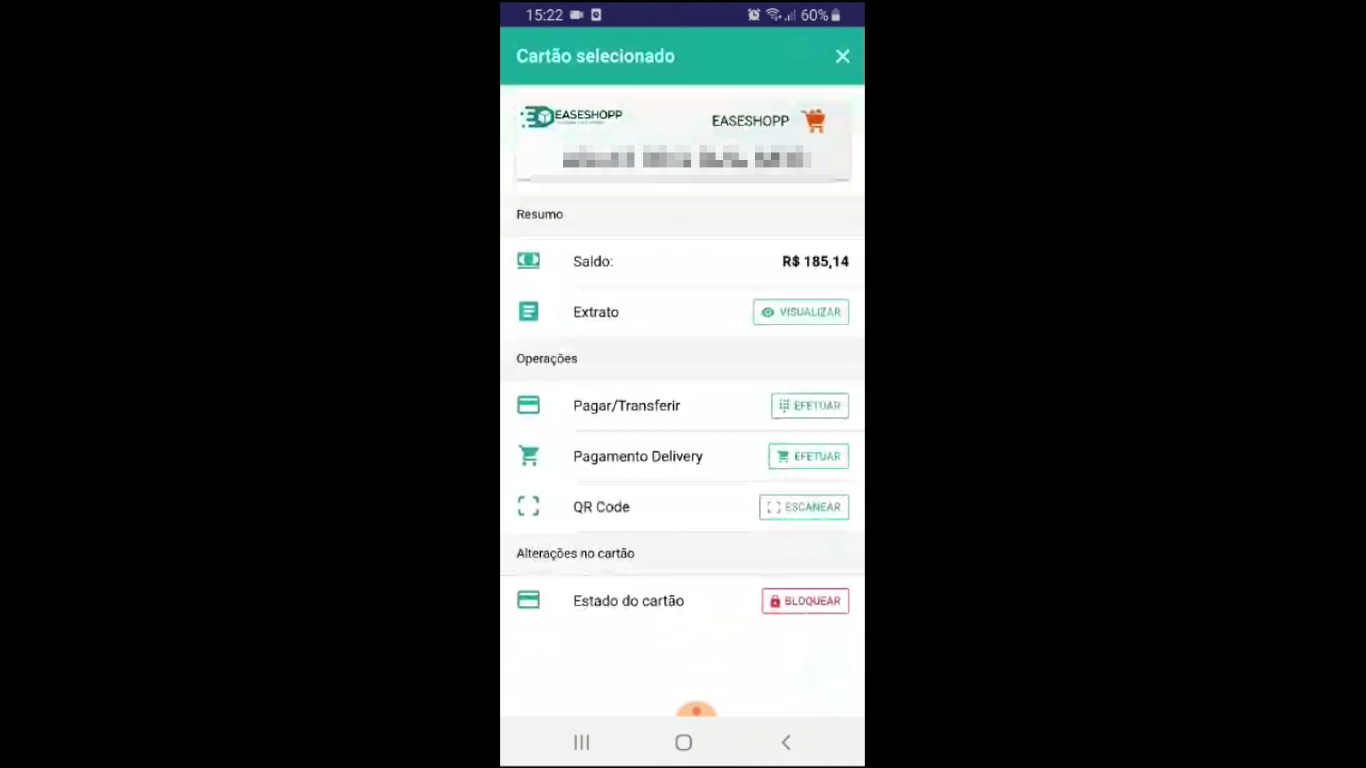 15:22 60%
Cartão selecionado
EASESHOPP EASESHOPP
Resumo
Saldo: R$ 185,14
Extrato VISUALIZAR
Operações
Pagar/Transferir EFETUAR
Pagamento Delivery EFETUAR
QR Code ESCANEAR
Alterações no cartão
Estado do cartão BLOQUEAR